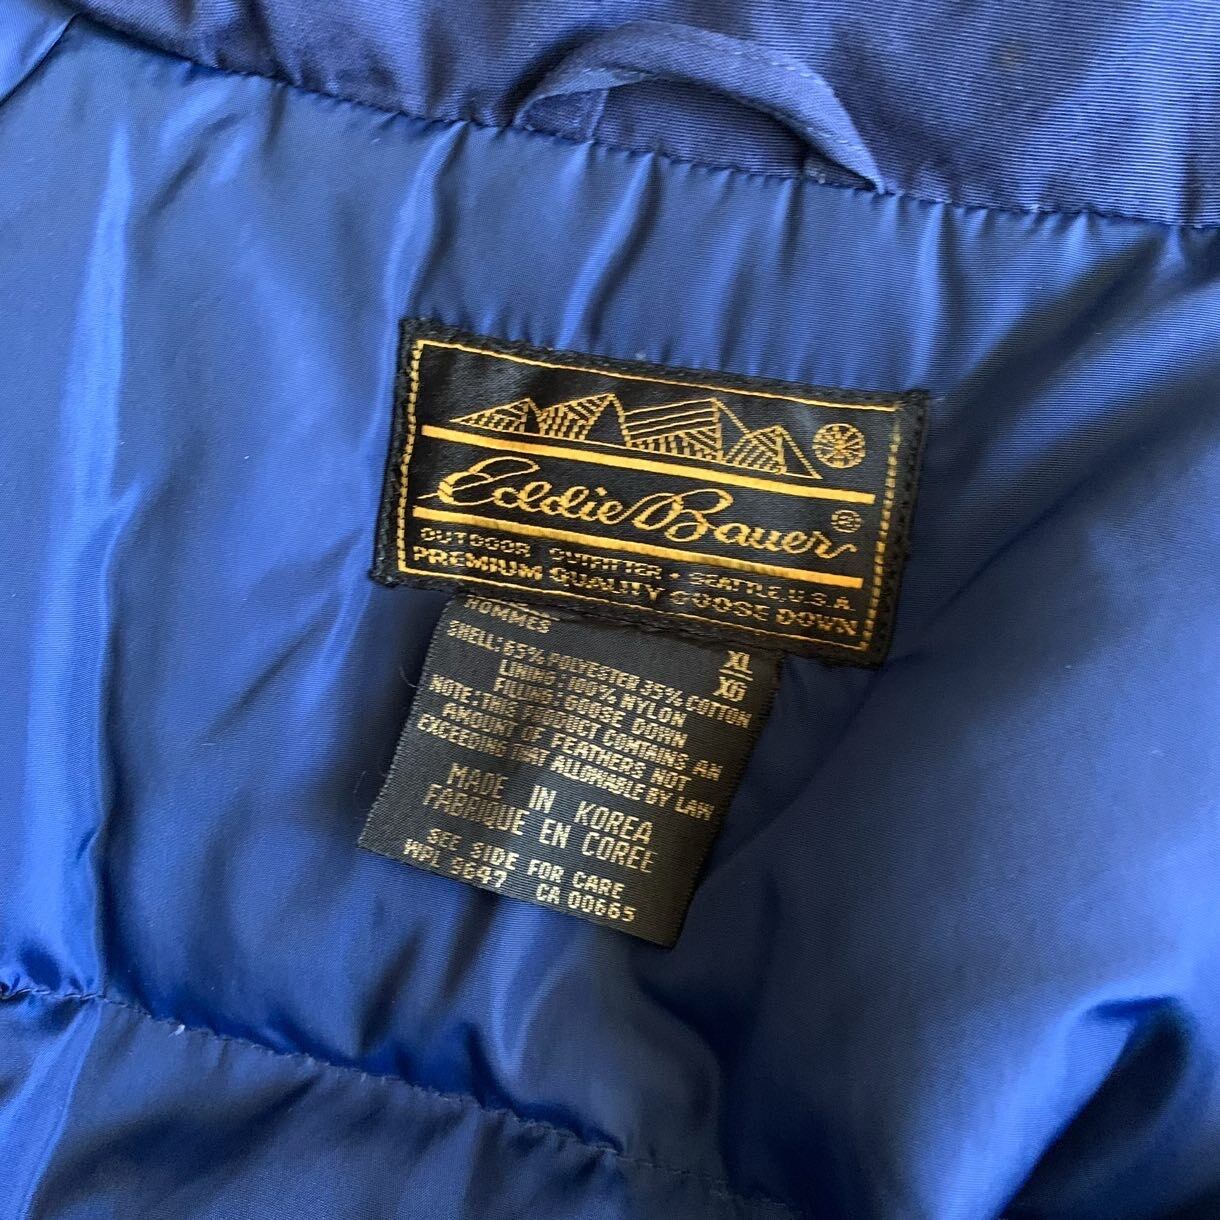 Eddie Bauer ®
OUTDOOR OUTFITTER • SEATTLE, U.S.A.
PREMIUM QUALITY GOOSE DOWN
HOMMES
XL
XG
SHELL: 65% POLYESTER 35% COTTON
LINING: 100% NYLON
FILLING: GOOSE DOWN
NOTE: THE PRODUCT CONTAINS AN
AMOUNT OF FEATHERS NOT
EXCEEDING THAT ALLOWABLE BY LAW
MADE IN KOREA
FABRIQUE EN COREE
SEE SIDE FOR CARE
WPL 5647 CA 00665